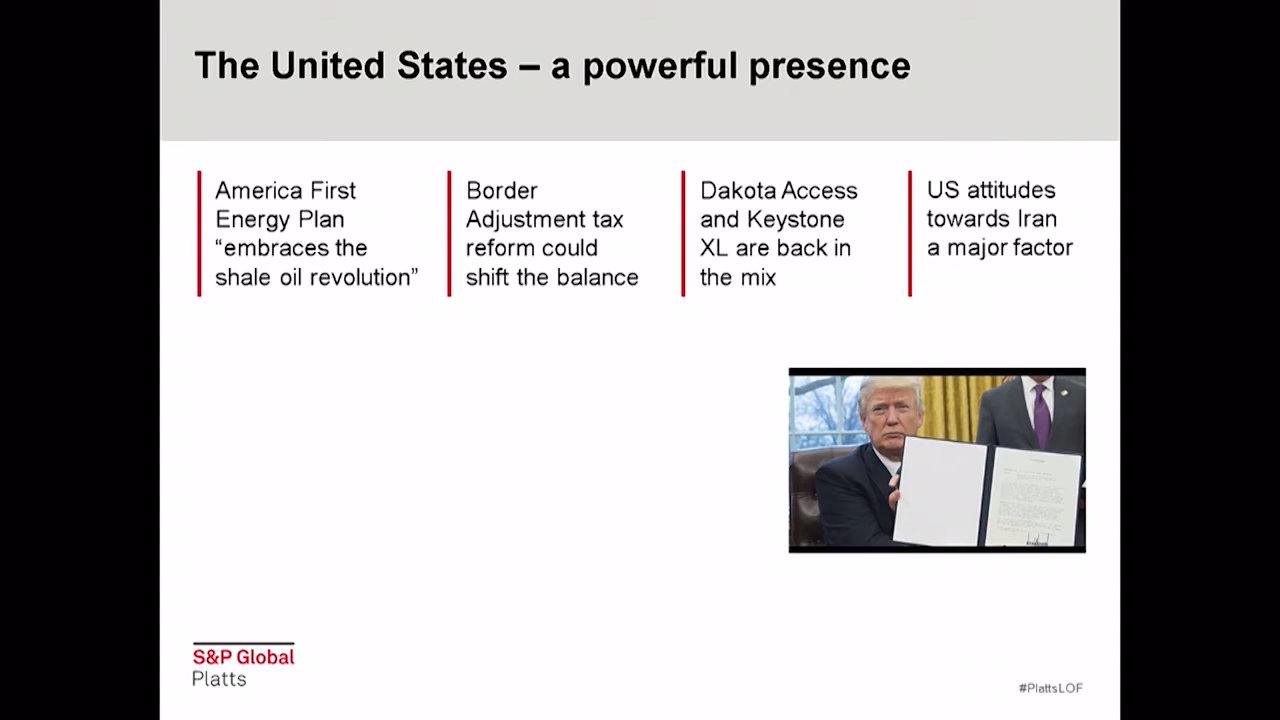 The United States – a powerful presence
America First
Energy Plan
“embraces the
shale oil revolution”
Border
Adjustment tax
reform could
shift the balance
Dakota Access
and Keystone
XL are back in
the mix
US attitudes
towards Iran
a major factor
S&P Global
Platts
#PlattsLOF